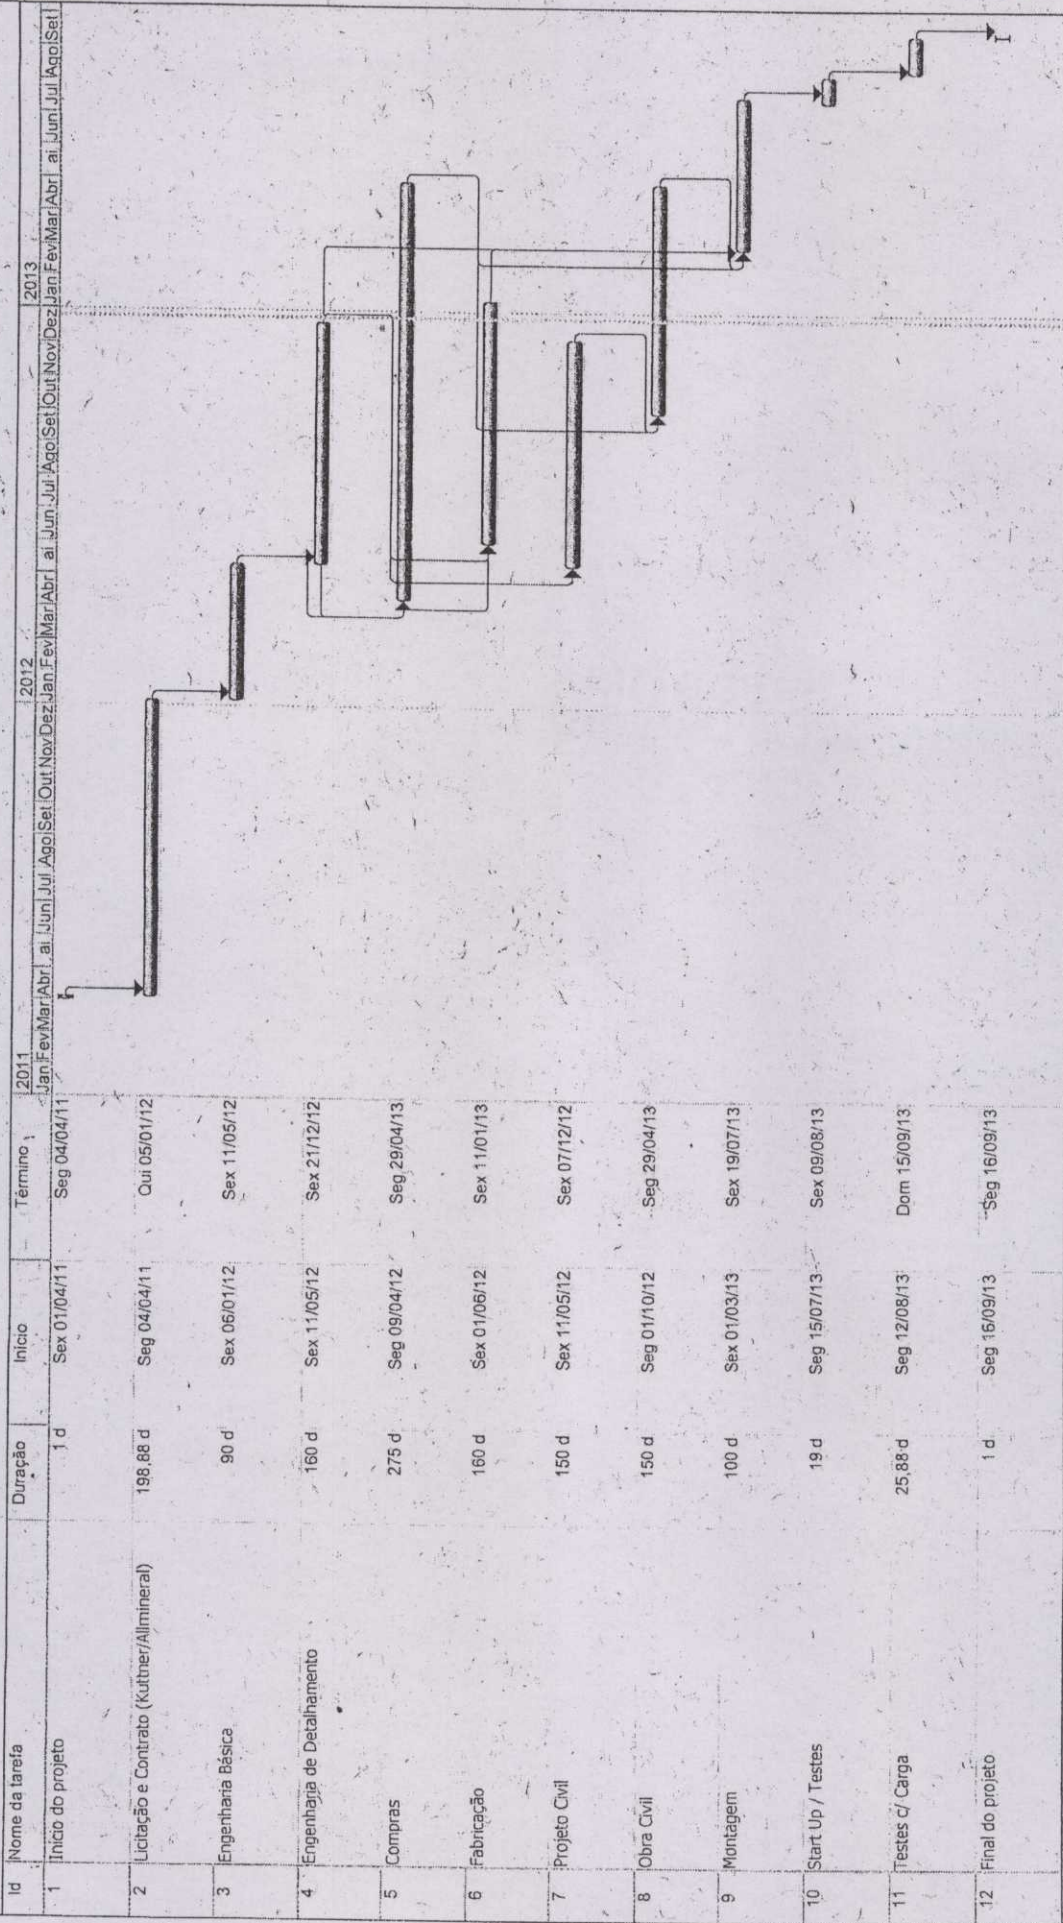 Id Nome da tarefa Duração Início Término 2011 2012 2013
Jan Fev Mar Abr ai Jun Jul Ago Set Out Nov Dez Jan Fev Mar Abr ai Jun Jul Ago Set Out Nov Dez Jan Fev Mar Abr ai Jun Jul Ago Set
1 Início do projeto 1 d Sex 01/04/11 Seg 04/04/11
2 Licitação e Contrato (Kuttner/Allmineral) 198,88 d Seg 04/04/11 Qui 05/01/12
3 Engenharia Básica 90 d Sex 06/01/12 Sex 11/05/12
4 Engenharia de Detalhamento 160 d Sex 11/05/12 Sex 21/12/12
5 Compras 275 d Seg 09/04/12 Seg 29/04/13
6 Fabricação 160 d Sex 01/06/12 Sex 11/01/13
7 Projeto Civil 150 d Sex 11/05/12 Sex 07/12/12
8 Obra Civil 150 d Seg 01/10/12 Seg 29/04/13
9 Montagem 100 d Sex 01/03/13 Sex 19/07/13
10 Start Up / Testes 19 d Seg 15/07/13 Sex 09/08/13
11 Testes c/ Carga 25,88 d Seg 12/08/13 Dom 15/09/13
12 Final do projeto 1 d Seg 16/09/13 Seg 16/09/13